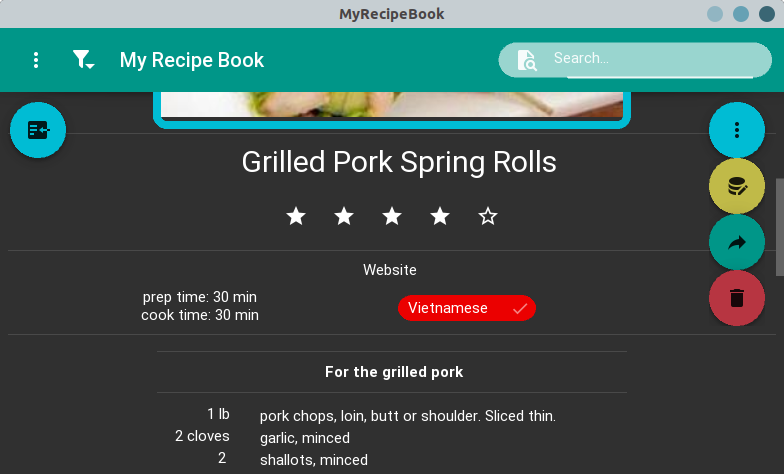 MyRecipeBook
My Recipe Book
Search...
Grilled Pork Spring Rolls
Website
prep time: 30 min
cook time: 30 min
Vietnamese
For the grilled pork
1 lb pork chops, loin, butt or shoulder. Sliced thin.
2 cloves garlic, minced
2 shallots, minced